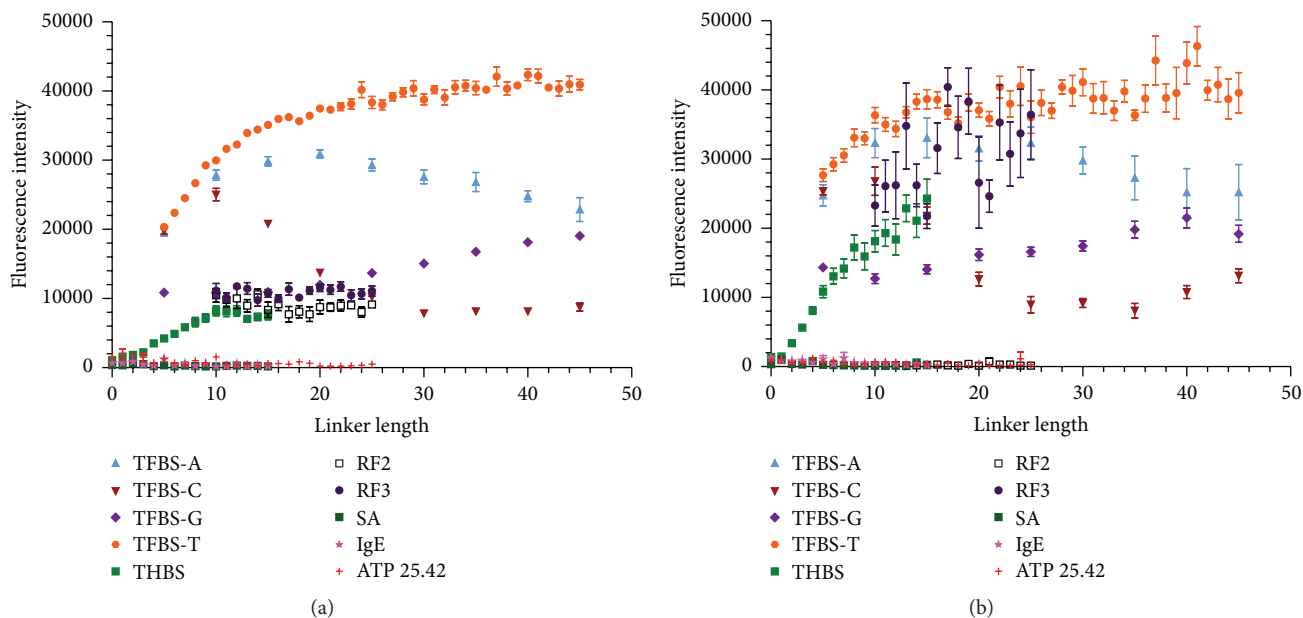 50000
40000
30000
20000
10000
0
Fluorescence intensity
0 10 20 30 40 50
Linker length
TFBS-A
TFBS-C
TFBS-G
TFBS-T
THBS
RF2
RF3
SA
IgE
ATP 25.42
(a)
50000
40000
30000
20000
10000
0
Fluorescence intensity
0 10 20 30 40 50
Linker length
TFBS-A
TFBS-C
TFBS-G
TFBS-T
THBS
RF2
RF3
SA
IgE
ATP 25.42
(b)